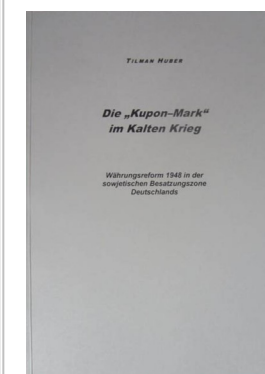 TILMAN HUBER
Die „Kupon–Mark“
im Kalten Krieg
Währungsreform 1948 in der
sowjetischen Besatzungszone
Deutschlands